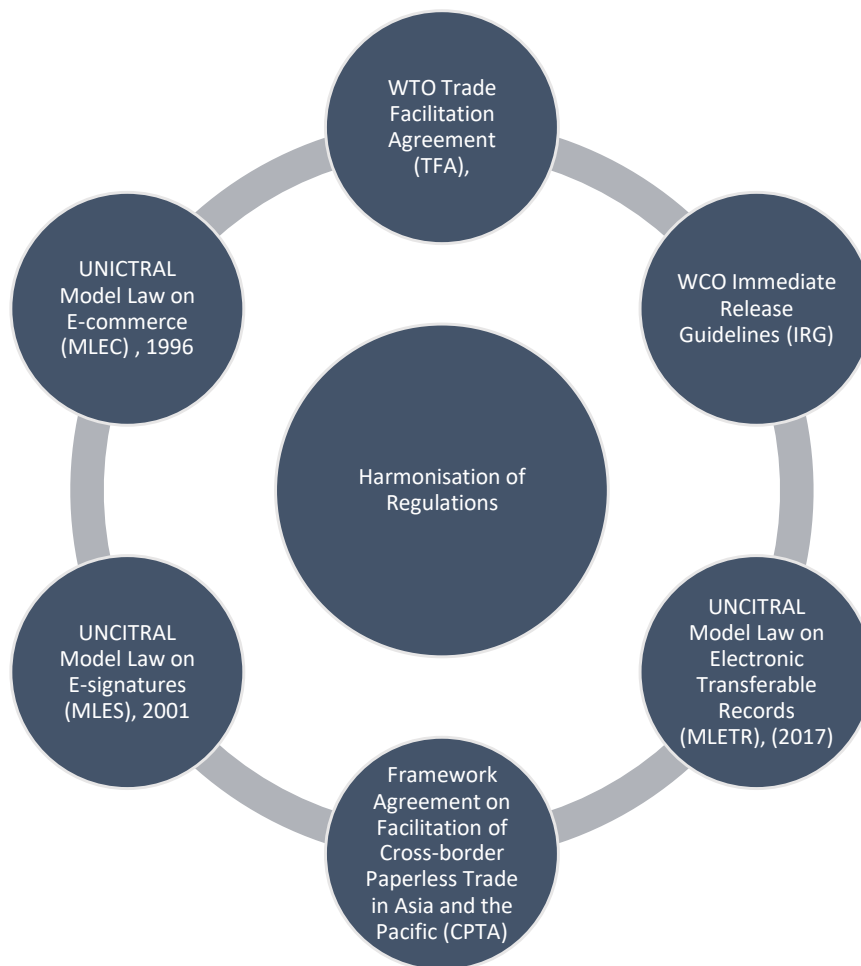 WTO Trade
Facilitation
Agreement
(TFA),
WCO Immediate
Release
Guidelines (IRG)
UNCITRAL
Model Law on
Electronic
Transferable
Records
(MLETR), (2017)
Framework
Agreement on
Facilitation of
Cross-border
Paperless Trade
in Asia and the
Pacific (CPTA)
UNCITRAL
Model Law on
E-signatures
(MLES), 2001
UNICTRAL
Model Law on
E-commerce
(MLEC) , 1996
Harmonisation of
Regulations